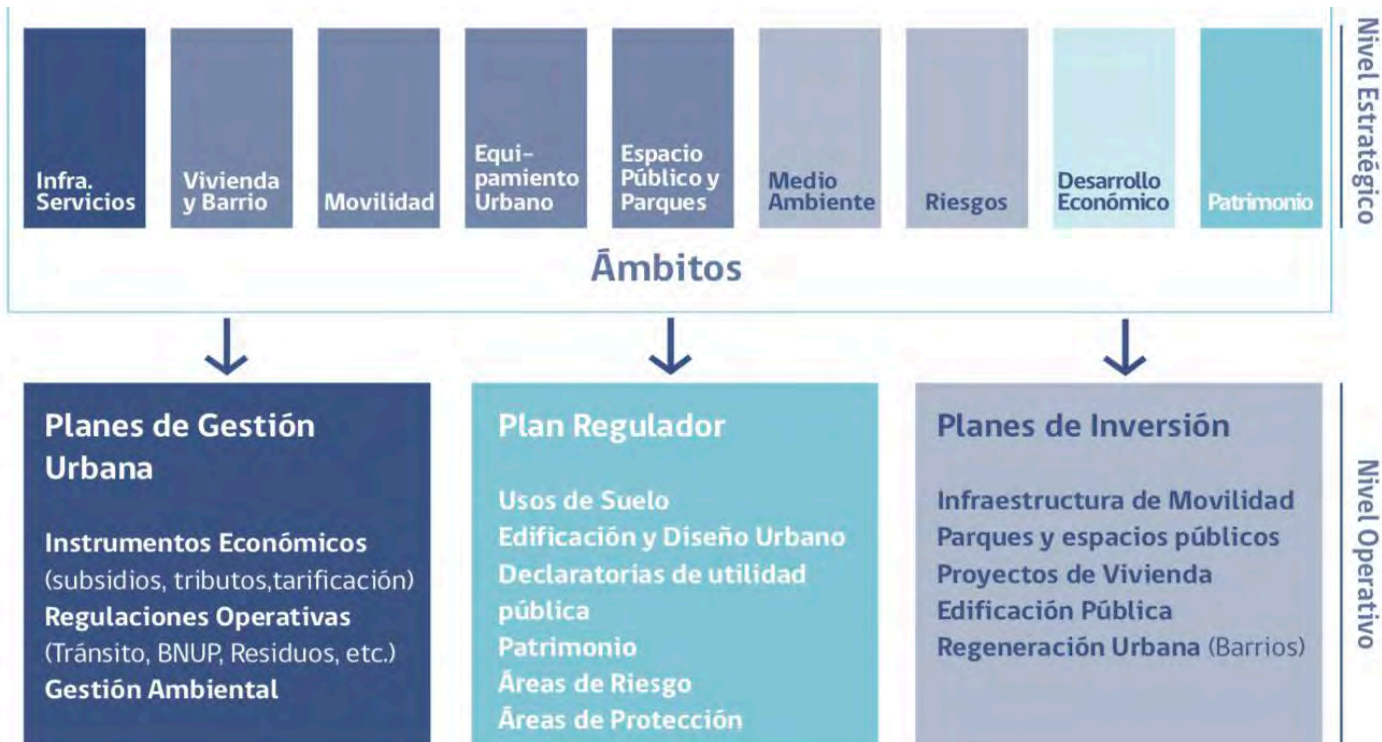 Infra.
Servicios
Vivienda
y Barrio
Movilidad
Equi-
pamiento
Urbano
Espacio
Público y
Parques
Medio
Ambiente
Riesgos
Desarrollo
Económico
Patrimonio
Nivel Estratégico
Ámbitos
Planes de Gestión
Urbana
Instrumentos Económicos
(subsidios, tributos,tarificación)
Regulaciones Operativas
(Tránsito, BNUP, Residuos, etc.)
Gestión Ambiental
Plan Regulador
Usos de Suelo
Edificación y Diseño Urbano
Declaratorias de utilidad
pública
Patrimonio
Áreas de Riesgo
Áreas de Protección
Planes de Inversión
Infraestructura de Movilidad
Parques y espacios públicos
Proyectos de Vivienda
Edificación Pública
Regeneración Urbana (Barrios)
Nivel Operativo